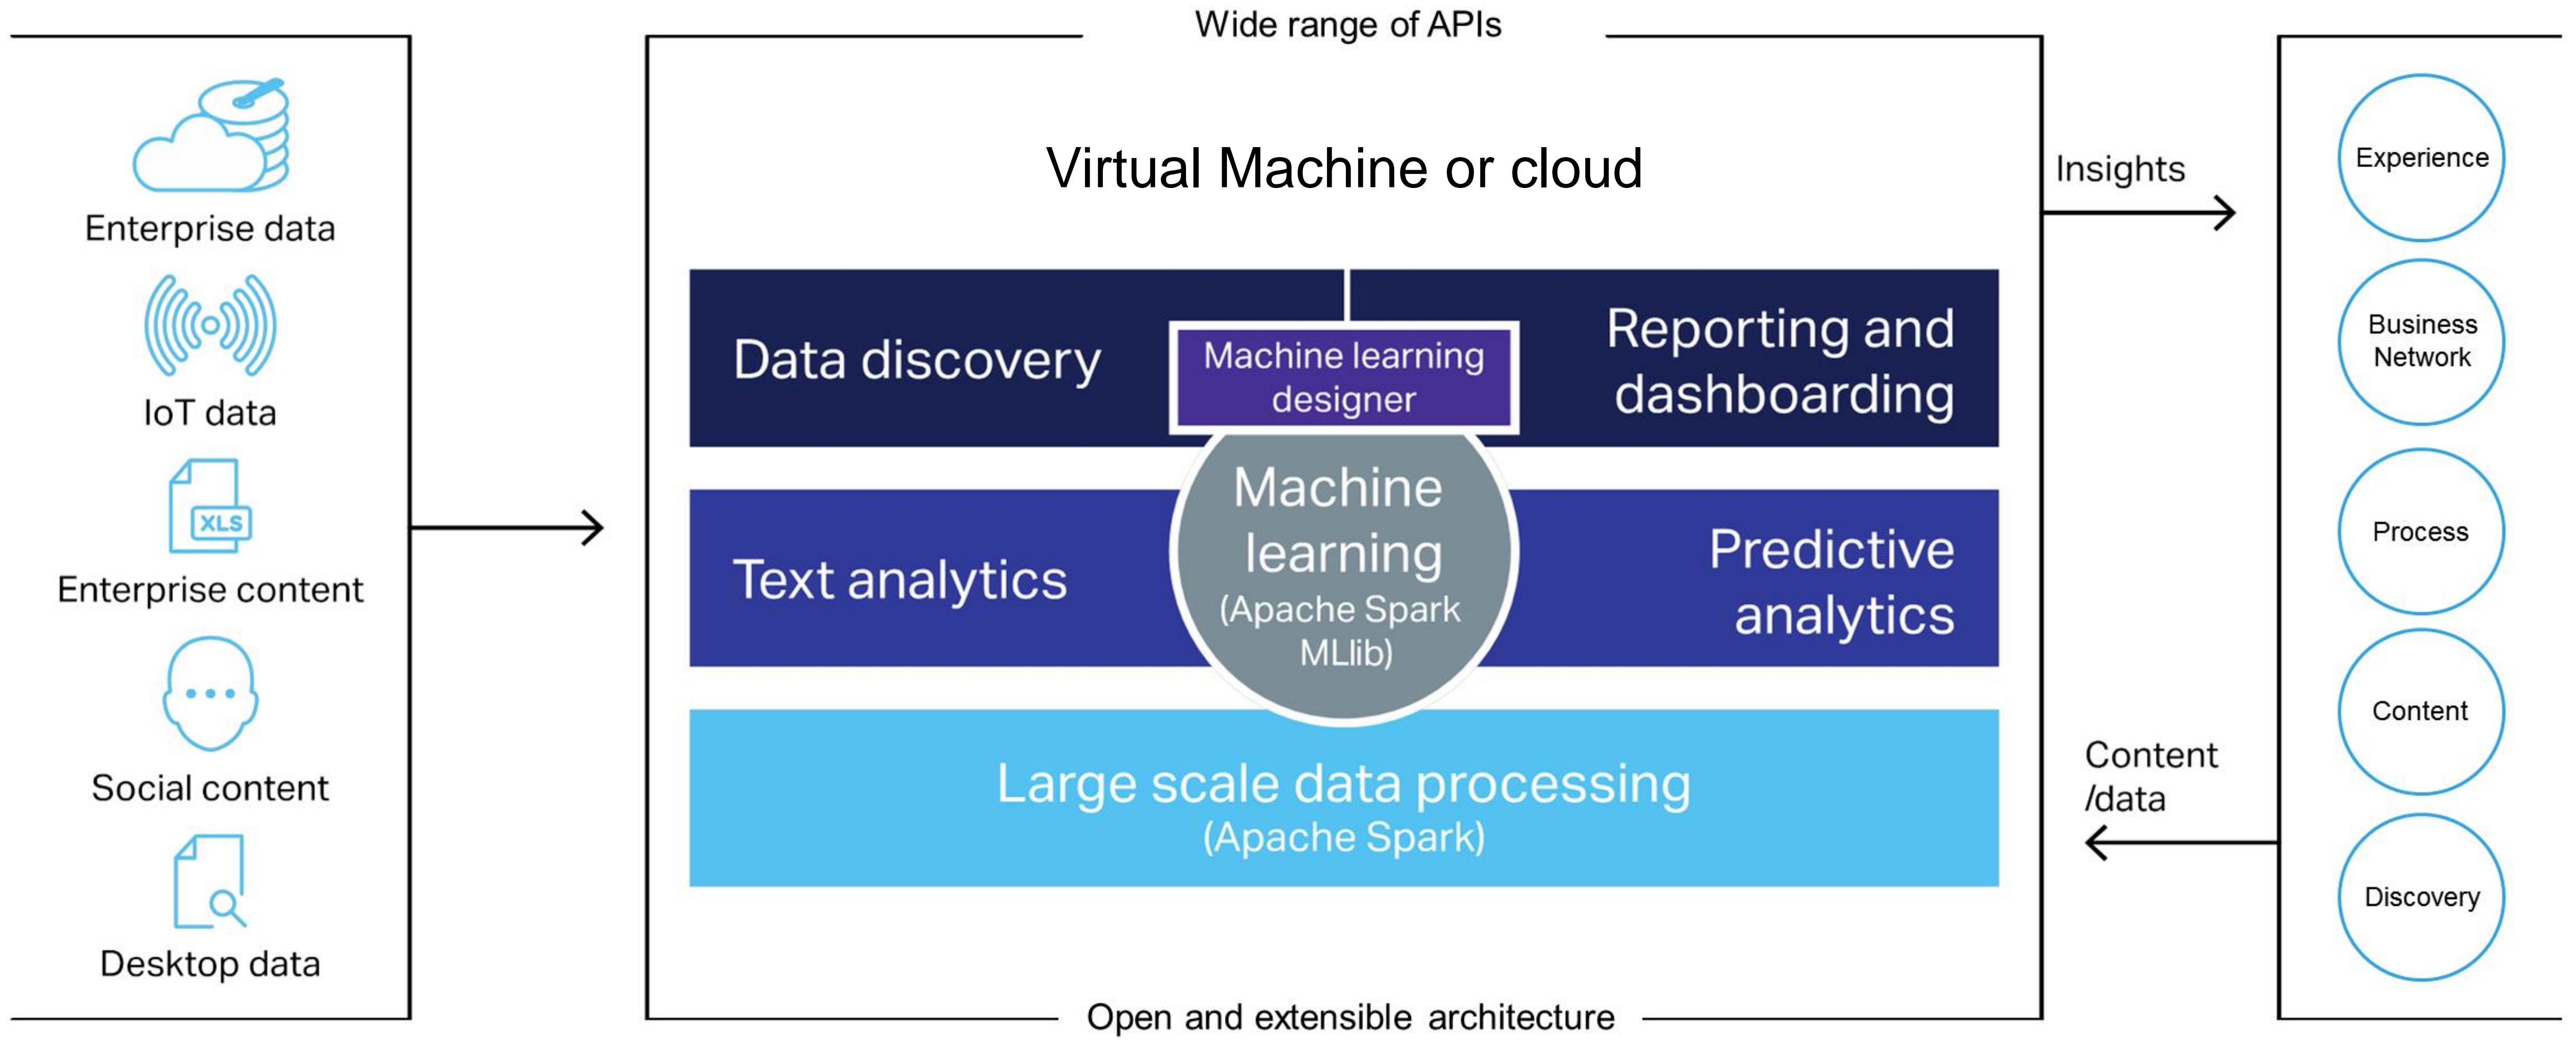 Wide range of APIs
Enterprise data
IoT data
XLS
Enterprise content
Social content
Desktop data
Virtual Machine or cloud
Data discovery
Machine learning
designer
Reporting and
dashboarding
Text analytics
Machine
learning
(Apache Spark
MLlib)
Predictive
analytics
Large scale data processing
(Apache Spark)
Open and extensible architecture
Insights
Content
/data
Experience
Business
Network
Process
Content
Discovery